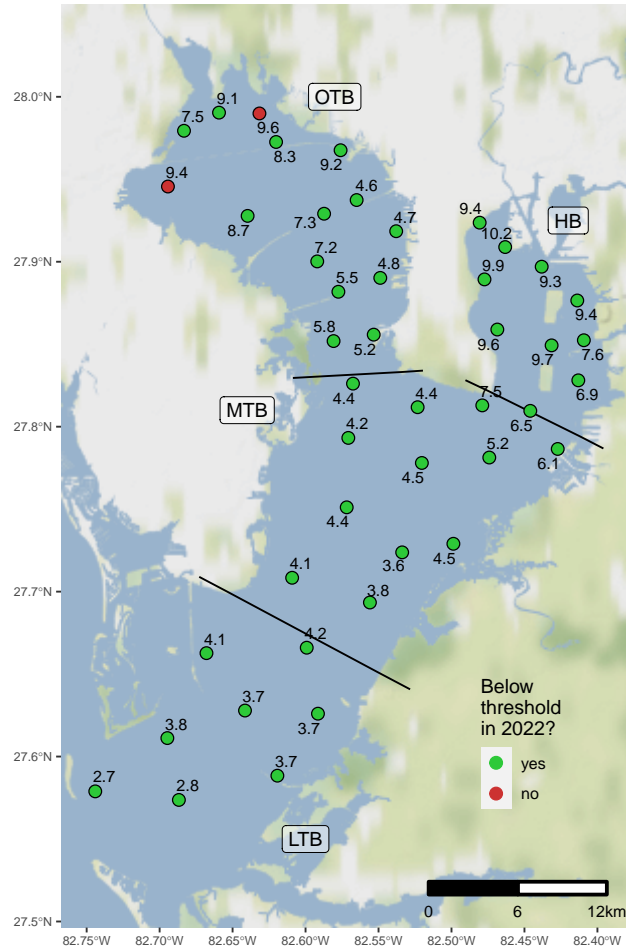 28.0°N
27.9°N
27.8°N
27.7°N
27.6°N
27.5°N
OTB
9.1
7.5
9.6
8.3
9.2
9.4
4.6
8.7
7.3
4.7
9.4
HB
10.2
7.2
4.8
9.9
9.3
5.5
9.4
5.8
5.2
9.6
9.7
7.6
4.4
4.4
7.5
6.9
MTB
6.5
4.2
4.5
5.2
6.1
4.4
3.6
4.5
4.1
3.8
4.1
4.2
3.7
3.7
3.8
3.7
2.7
2.8
LTB
Below
threshold
in 2022?
yes
no
0
6
12km
82.75°W
82.70°W
82.65°W
82.60°W
82.55°W
82.50°W
82.45°W
82.40°W